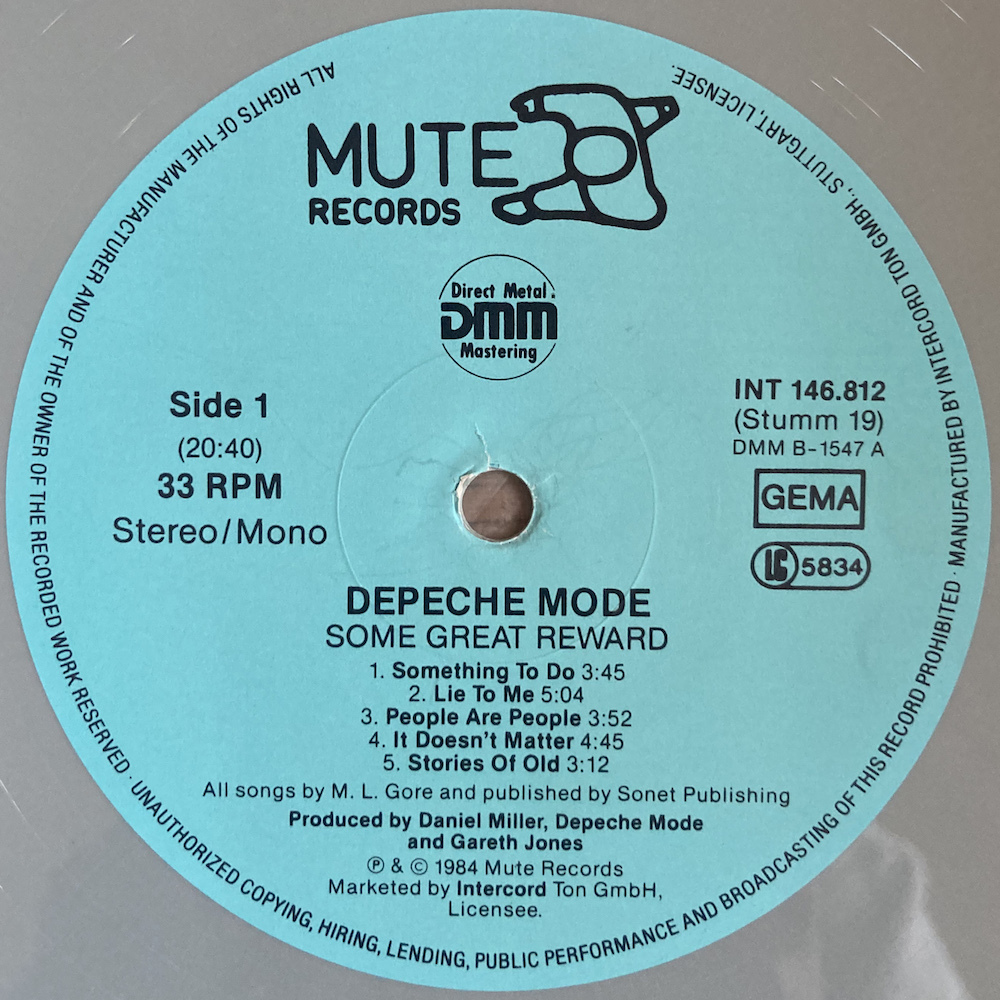 MUTE
RECORDS
Direct Metal
DMM
Mastering
Side 1
(20:40)
33 RPM
Stereo/Mono
INT 146.812
(Stumm 19)
DMM B-1547 A
GEMA
LC 5834
DEPECHE MODE
SOME GREAT REWARD
1. Something To Do 3:45
2. Lie To Me 5:04
3. People Are People 3:52
4. It Doesn't Matter 4:45
5. Stories Of Old 3:12
All songs by M. L. Gore and published by Sonet Publishing
Produced by Daniel Miller, Depeche Mode
and Gareth Jones
℗ & © 1984 Mute Records
Marketed by Intercord Ton GmbH,
Licensee.
ALL RIGHTS OF THE MANUFACTURER AND OF THE OWNER OF THE RECORDED WORK RESERVED · UNAUTHORIZED COPYING, HIRING, LENDING, PUBLIC PERFORMANCE AND BROADCASTING OF THIS RECORD PROHIBITED · MANUFACTURED BY INTERCORD TON GMBH., STUTTGART, LICENSEE.